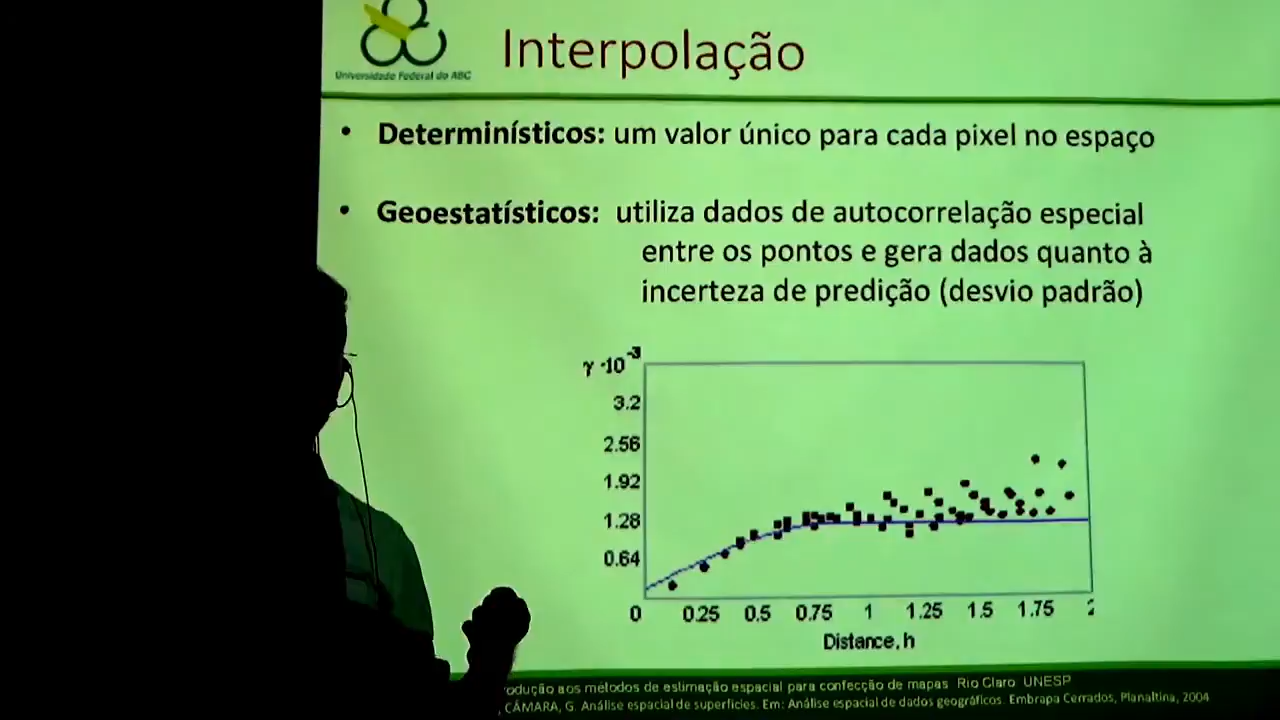 Universidade Federal do ABC
Interpolação
• Determinísticos: um valor único para cada pixel no espaço
• Geoestatísticos: utiliza dados de autocorrelação especial
entre os pontos e gera dados quanto à
incerteza de predição (desvio padrão)
γ ·10⁻³
3.2
2.56
1.92
1.28
0.64
0 0.25 0.5 0.75 1 1.25 1.5 1.75 2
Distance, h
odução aos métodos de estimação espacial para confecção de mapas Rio Claro UNESP
, CÂMARA, G. Análise espacial de superfícies. Em: Análise espacial de dados geográficos. Embrapa Cerrados, Planaltina, 2004